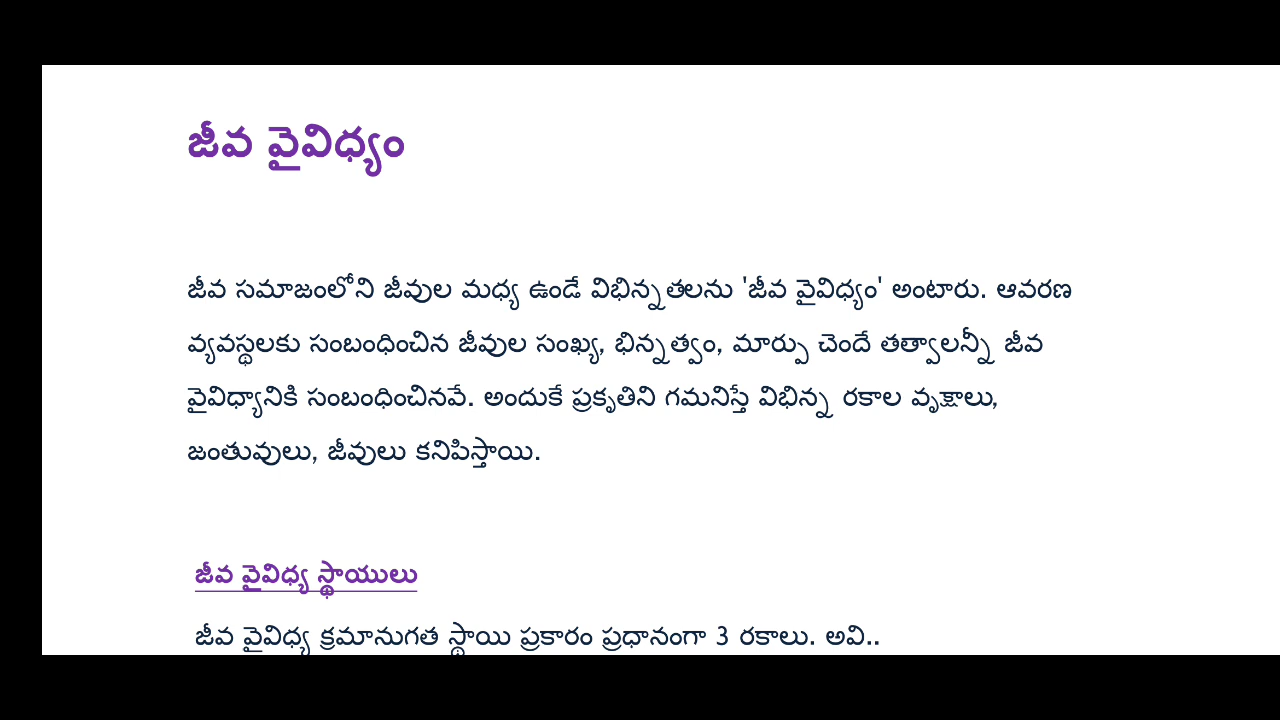 జీవ వైవిధ్యం
జీవ సమాజంలోని జీవుల మధ్య ఉండే విభిన్నతలను 'జీవ వైవిధ్యం' అంటారు. ఆవరణ
వ్యవస్థలకు సంబంధించిన జీవుల సంఖ్య, భిన్నత్వం, మార్పు చెందే తత్వాలన్నీ జీవ
వైవిధ్యానికి సంబంధించినవే. అందుకే ప్రకృతిని గమనిస్తే విభిన్న రకాల వృక్షాలు,
జంతువులు, జీవులు కనిపిస్తాయి.
జీవ వైవిధ్య స్థాయులు
జీవ వైవిధ్య క్రమానుగత స్థాయి ప్రకారం ప్రధానంగా 3 రకాలు. అవి..